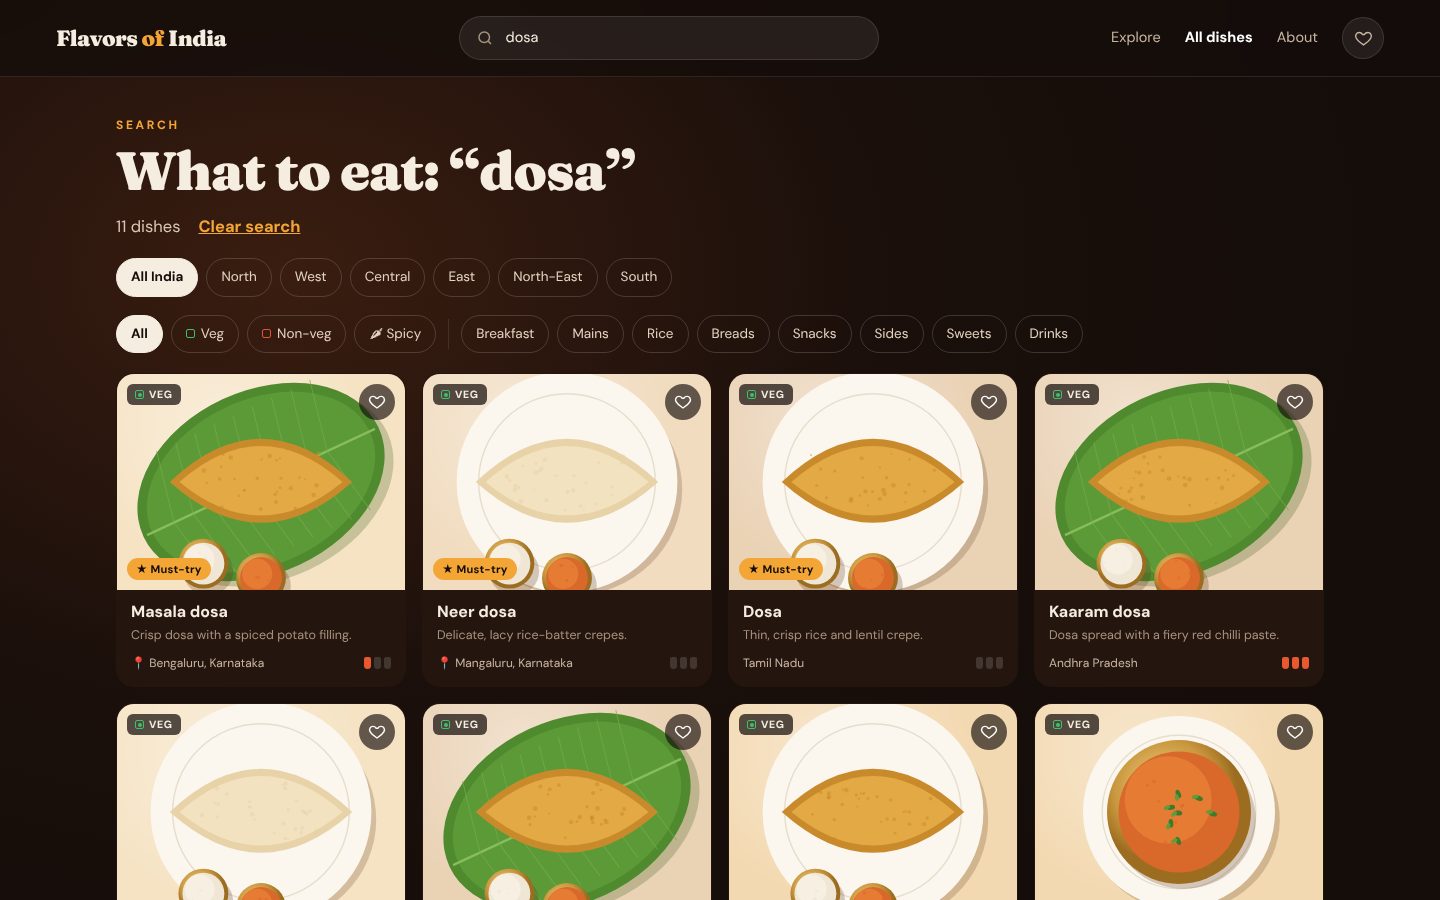 Flavors of India
dosa
Explore
All dishes
About
SEARCH
What to eat: “dosa”
11 dishes Clear search
All India North West Central East North-East South
All Veg Non-veg Spicy Breakfast Mains Rice Breads Snacks Sides Sweets Drinks
VEG
★ Must-try
Masala dosa
Crisp dosa with a spiced potato filling.
Bengaluru, Karnataka
VEG
★ Must-try
Neer dosa
Delicate, lacy rice-batter crepes.
Mangaluru, Karnataka
VEG
★ Must-try
Dosa
Thin, crisp rice and lentil crepe.
Tamil Nadu
VEG
Kaaram dosa
Dosa spread with a fiery red chilli paste.
Andhra Pradesh
VEG
VEG
VEG
VEG